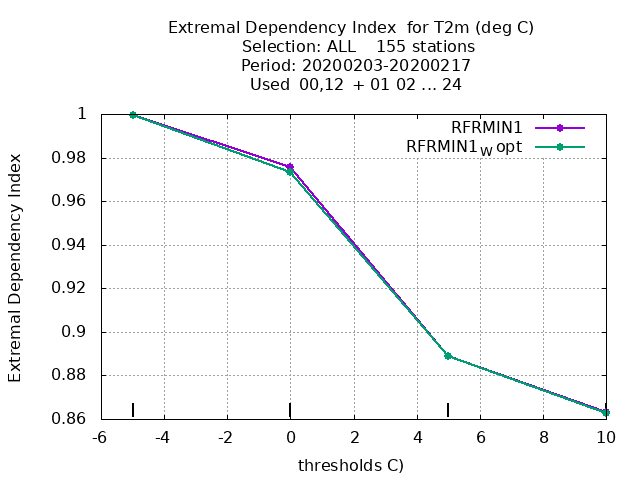 Extremal Dependency Index for T2m (deg C)
Selection: ALL 155 stations
Period: 20200203-20200217
Used 00,12 + 01 02 ... 24
RFRMIN1
RFRMIN1W opt
Extremal Dependency Index
1
0.98
0.96
0.94
0.92
0.9
0.88
0.86
-6 -4 -2 0 2 4 6 8 10
thresholds C)